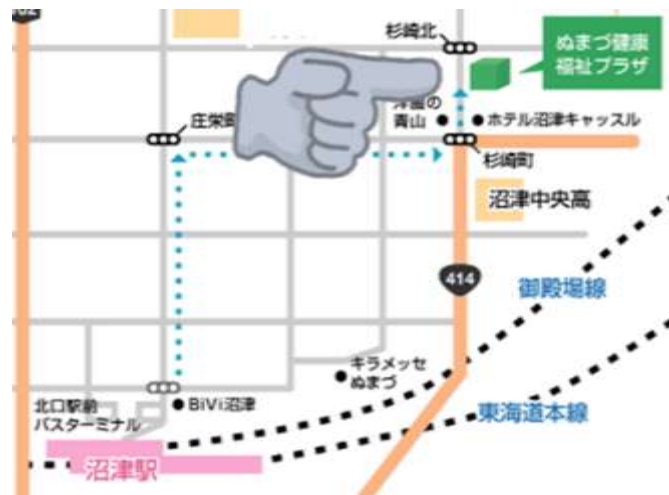 杉崎北
ぬまづ健康
福祉プラザ
青山
ホテル沼津キャッスル
庄栄町
杉崎町
沼津中央高
414
御殿場線
キラメッセ
ぬまづ
BiVi沼津
東海道本線
北口駅前
バスターミナル
沼津駅